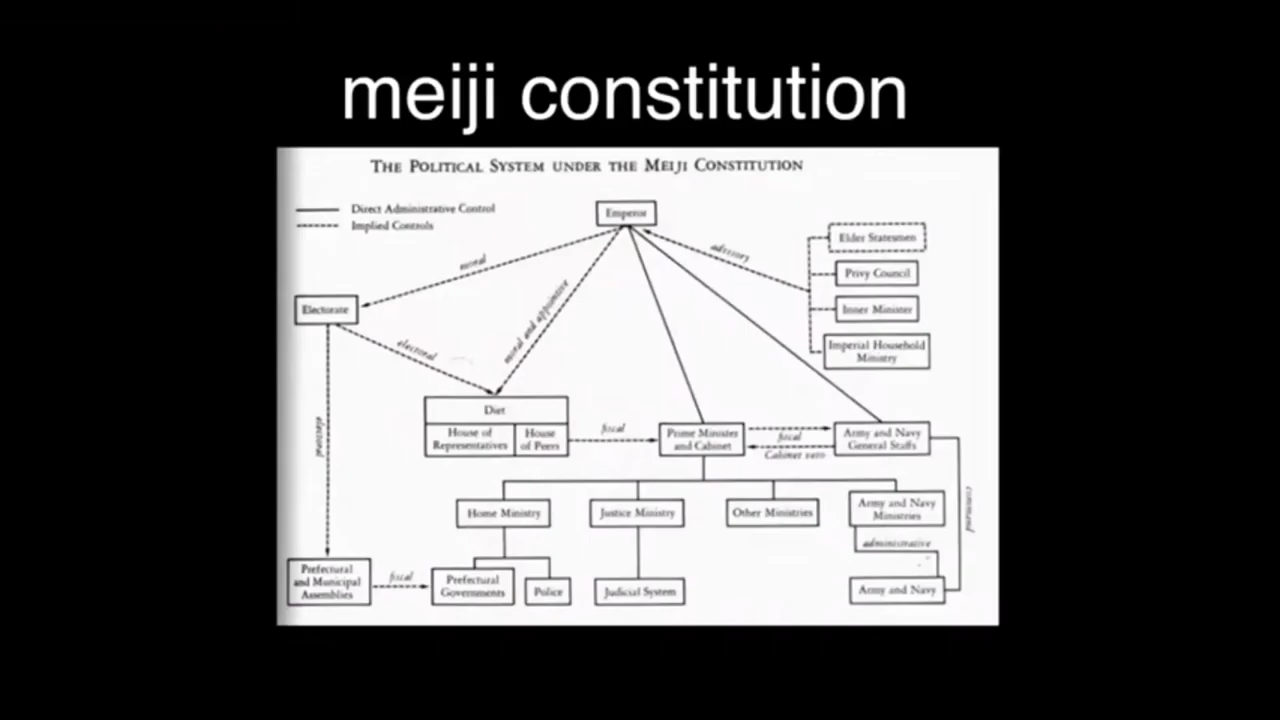 meiji constitution
THE POLITICAL SYSTEM UNDER THE MEIJI CONSTITUTION
Direct Administrative Control
Implied Controls
Emperor
Elder Statesmen
Privy Council
Inner Minister
Imperial Household
Ministry
advisory
moral
moral and appointive
Electorate
electoral
electoral
Diet
House of
Representatives
House
of Peers
fiscal
Prime Minister
and Cabinet
fiscal
Cabinet veto
Army and Navy
General Staffs
command
Home Ministry
Justice Ministry
Other Ministries
Army and Navy
Ministries
administrative
Prefectural
and Municipal
Assemblies
fiscal
Prefectural
Governments
Police
Judicial System
Army and Navy